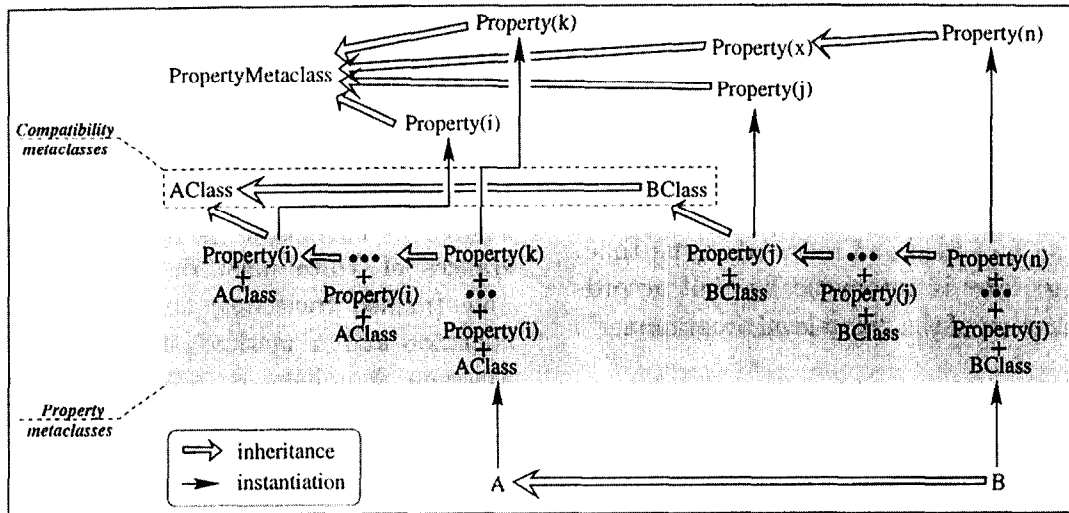 Property(k)
Property(n)
Property(x)
PropertyMetaclass
Property(j)
Property(i)
Compatibility
metaclasses
AClass
BClass
Property(i)
+
AClass
•••
+
Property(i)
+
AClass
Property(k)
+
•••
+
Property(i)
+
AClass
Property(j)
+
BClass
•••
+
Property(j)
+
BClass
Property(n)
+
•••
+
Property(j)
+
BClass
Property
metaclasses
inheritance
instantiation
A
B